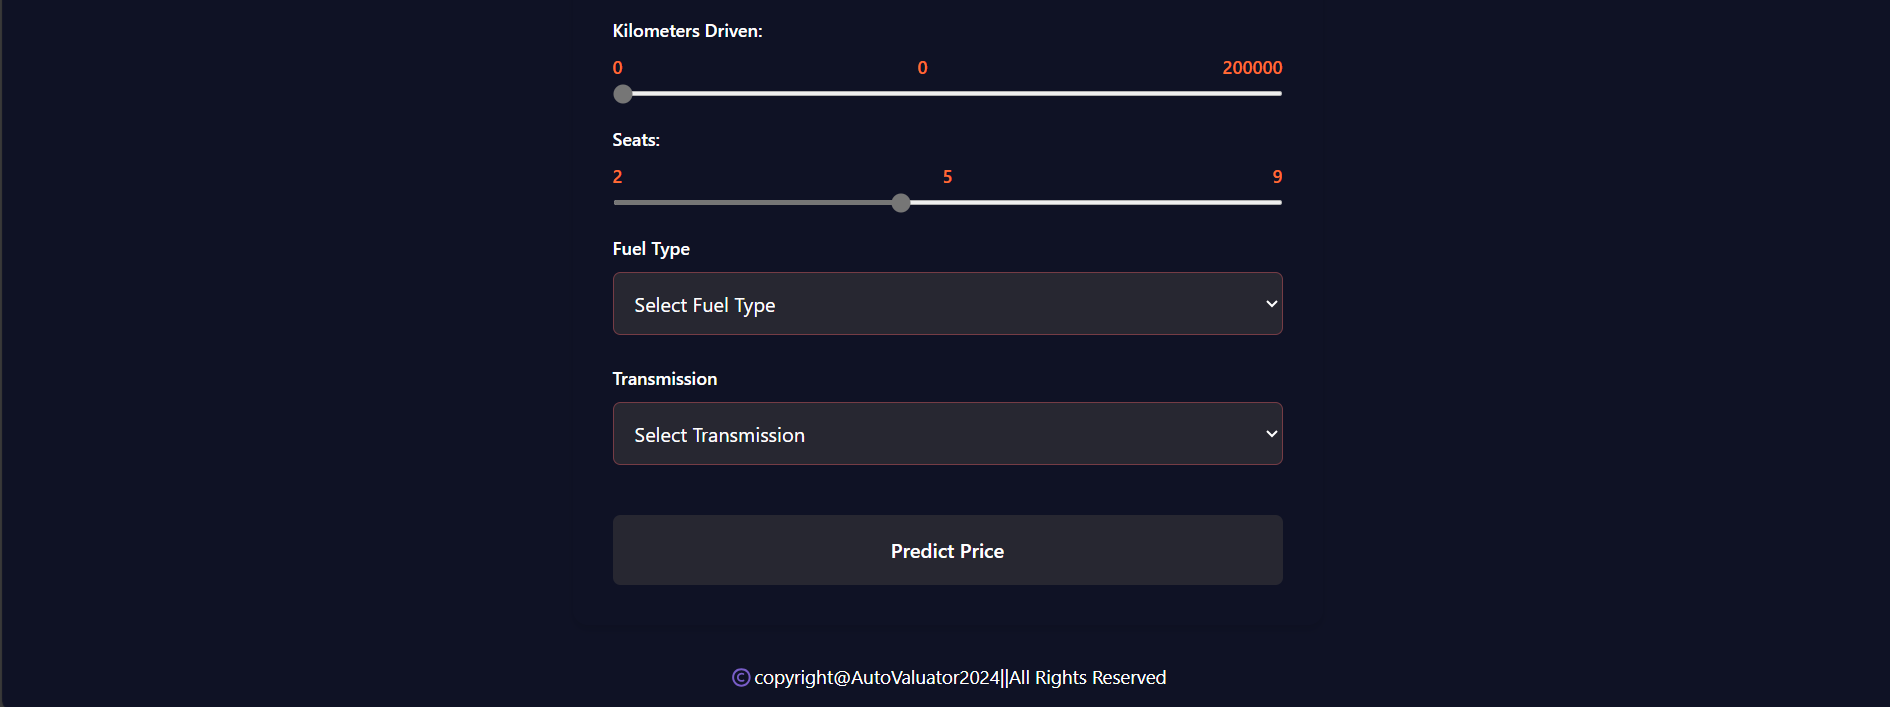 Kilometers Driven:
0 0 200000
Seats:
2 5 9
Fuel Type
Select Fuel Type
Transmission
Select Transmission
Predict Price
© copyright@AutoValuator2024||All Rights Reserved